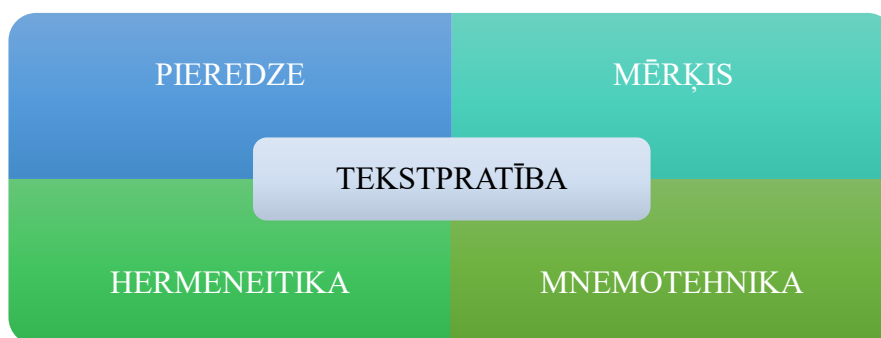 PIEREDZE
MĒRĶIS
TEKSTPRATĪBA
HERMENEITIKA
MNEMOTEHNIKA